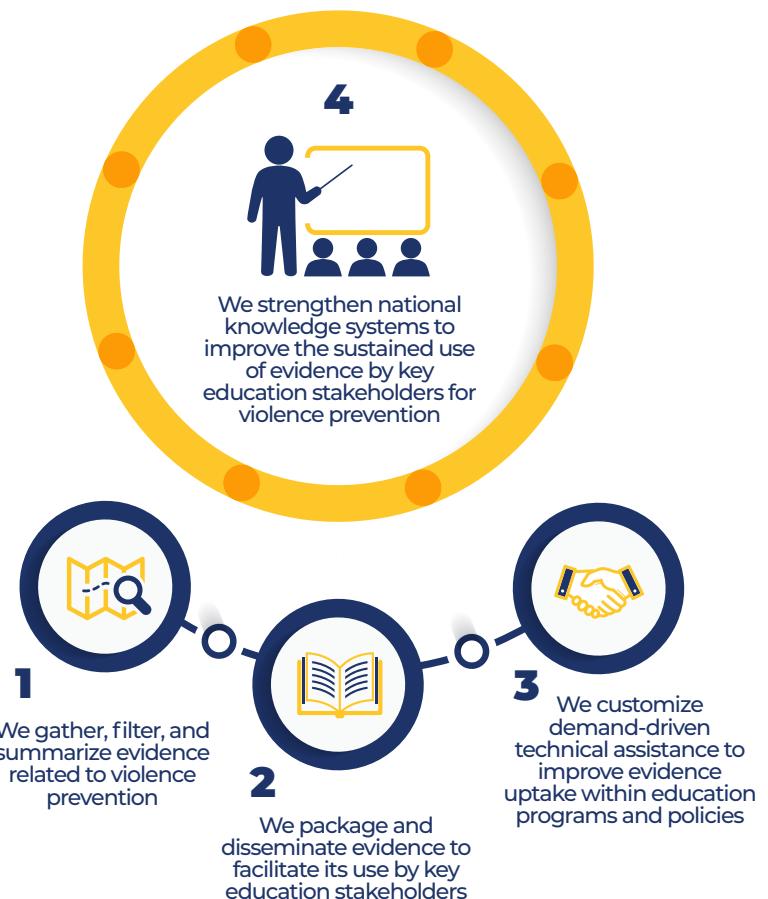 4
We strengthen national
knowledge systems to
improve the sustained use
of evidence by key
education stakeholders for
violence prevention
1
We gather, filter, and
summarize evidence
related to violence
prevention
2
We package and
disseminate evidence to
facilitate its use by key
education stakeholders
3
We customize
demand-driven
technical assistance to
improve evidence
uptake within education
programs and policies